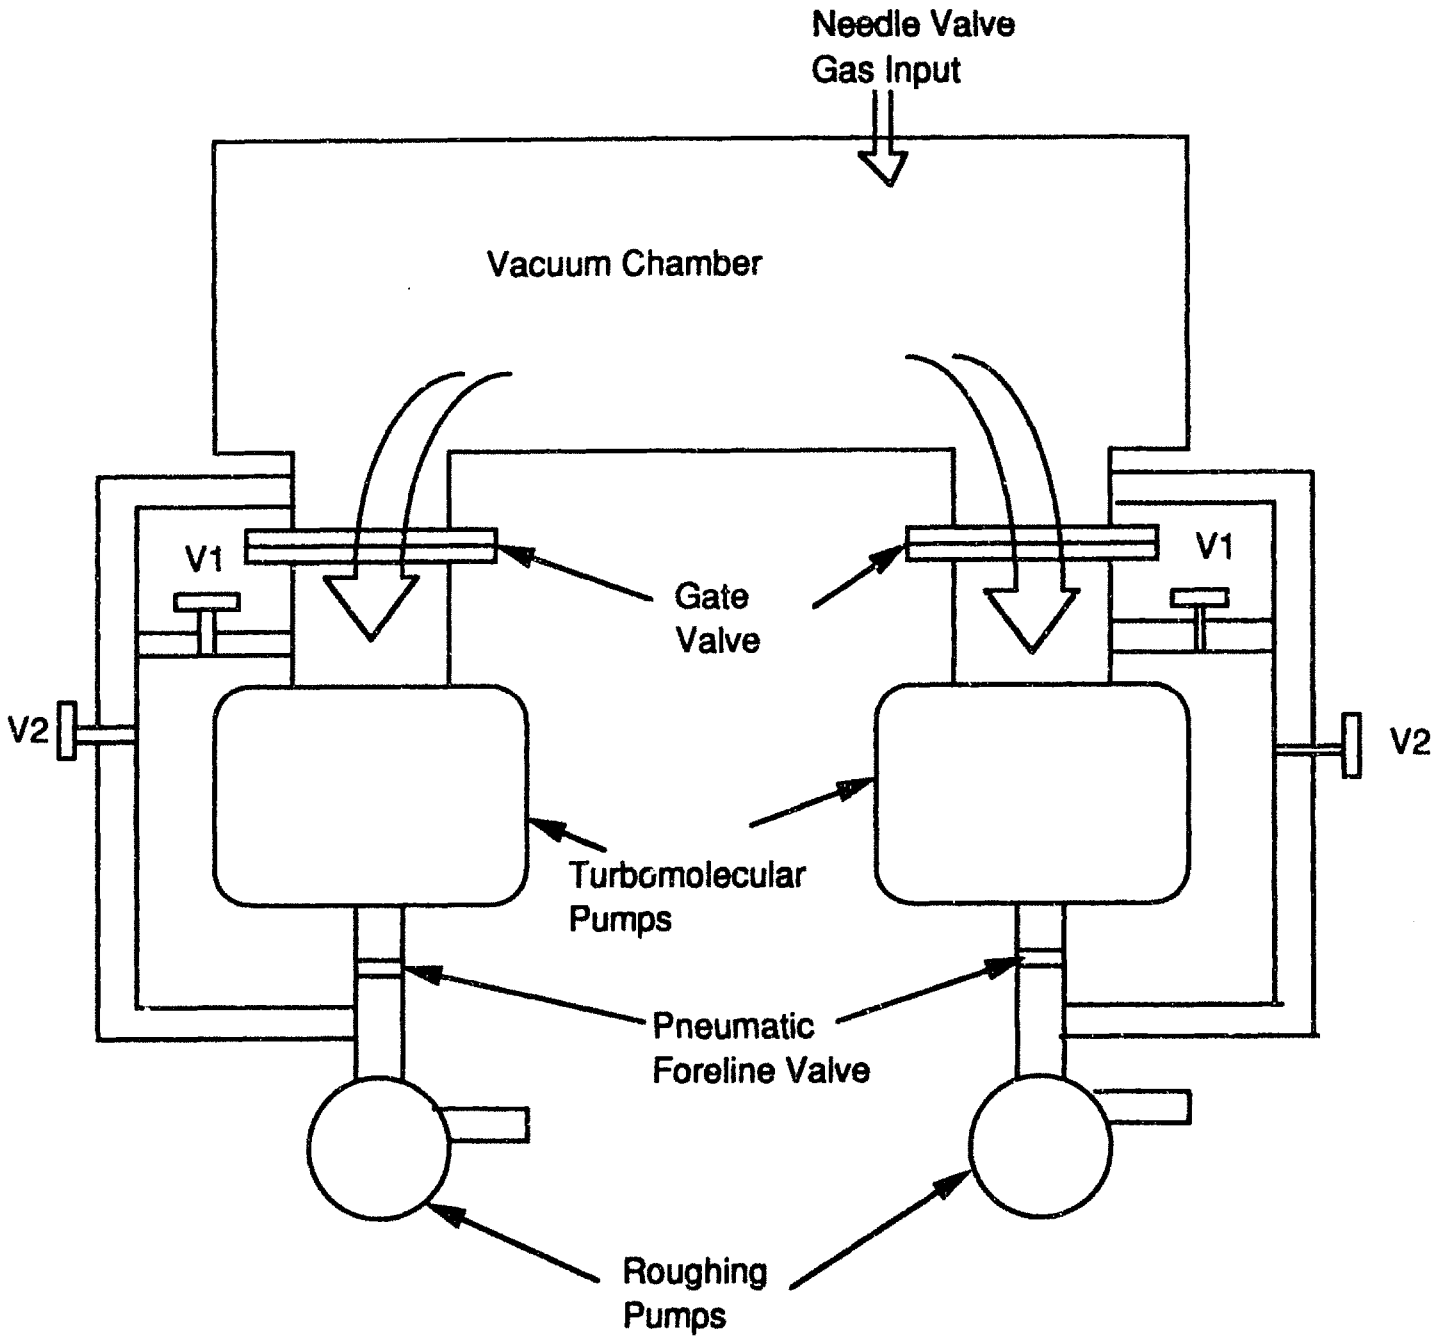 Needle Valve
Gas Input
Vacuum Chamber
V1
V1
Gate
Valve
V2
V2
Turbomolecular
Pumps
Pneumatic
Foreline Valve
Roughing
Pumps